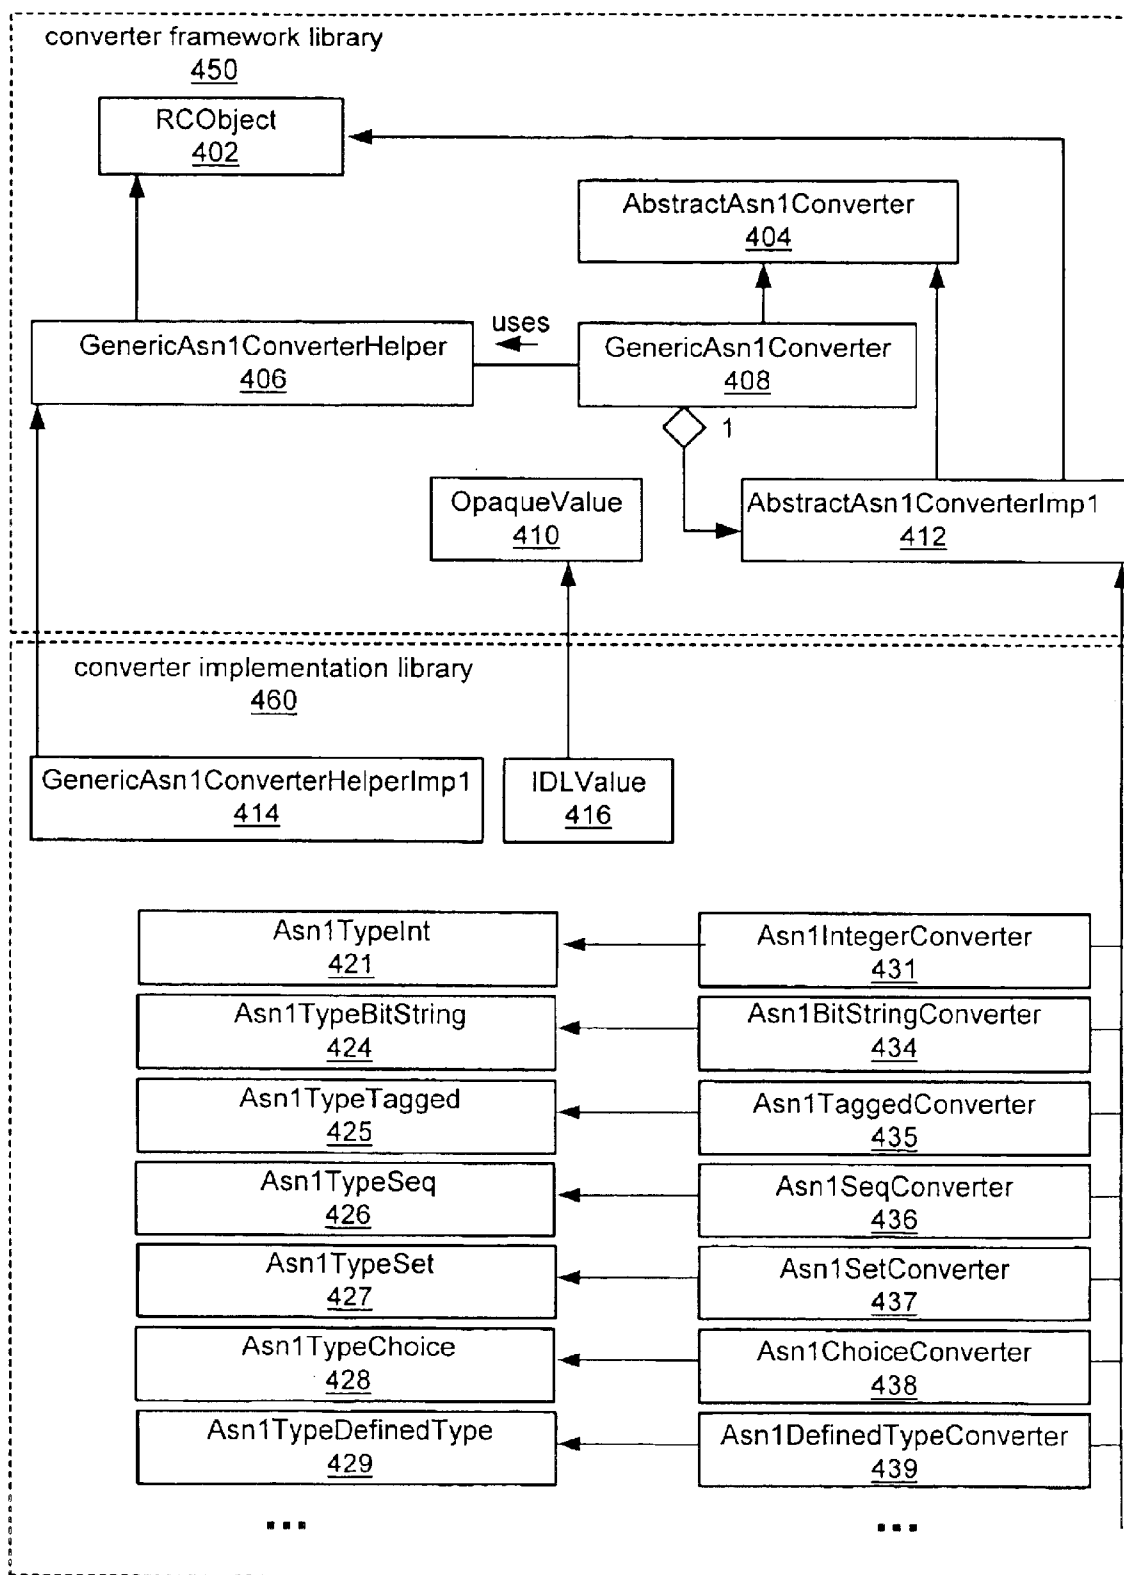 converter framework library
450
RCObject
402
AbstractAsn1Converter
404
GenericAsn1ConverterHelper
406
uses
GenericAsn1Converter
408
1
OpaqueValue
410
AbstractAsn1ConverterImp1
412
converter implementation library
460
GenericAsn1ConverterHelperImp1
414
IDLValue
416
Asn1TypeInt
421
Asn1IntegerConverter
431
Asn1TypeBitString
424
Asn1BitStringConverter
434
Asn1TypeTagged
425
Asn1TaggedConverter
435
Asn1TypeSeq
426
Asn1SeqConverter
436
Asn1TypeSet
427
Asn1SetConverter
437
Asn1TypeChoice
428
Asn1ChoiceConverter
438
Asn1TypeDefinedType
429
Asn1DefinedTypeConverter
439
...
...